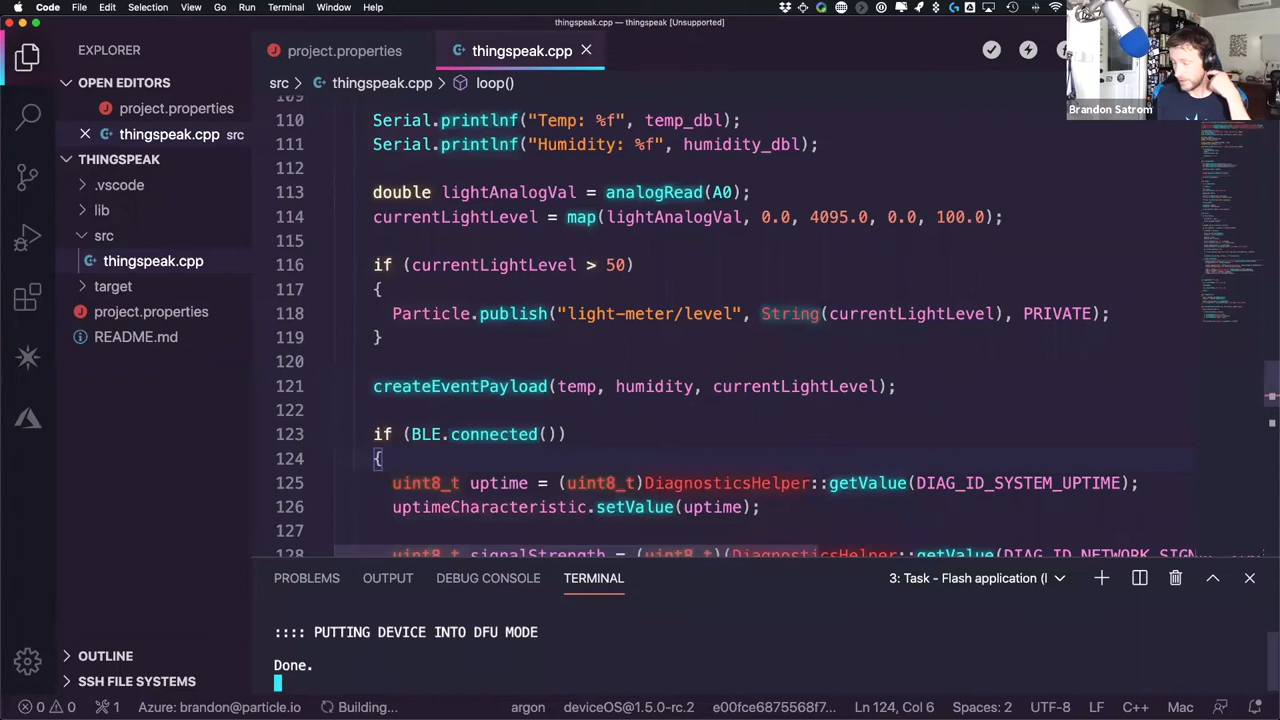 Code File Edit Selection View Go Run Terminal Window Help
thingspeak.cpp — thingspeak [Unsupported]
EXPLORER
project.properties
thingspeak.cpp
OPEN EDITORS
project.properties
thingspeak.cpp src
THINGSPEAK
.vscode
lib
src
thingspeak.cpp
target
project.properties
README.md
OUTLINE
SSH FILE SYSTEMS
src > thingspeak.cpp > loop()
109
110 Serial.printlnf("Temp: %f", temp_dbl);
111 Serial.printlnf("Humidity: %f", humidity_dbl);
112
113 double lightAnalogVal = analogRead(A0);
114 currentLightLevel = map(lightAnalogVal, 0.0, 4095.0, 0.0, 100.0);
115
116 if (currentLightLevel > 50)
117 {
118 Particle.publish("light-meter/level", String(currentLightLevel), PRIVATE);
119 }
120
121 createEventPayload(temp, humidity, currentLightLevel);
122
123 if (BLE.connected())
124 {
125 uint8_t uptime = (uint8_t)DiagnosticsHelper::getValue(DIAG_ID_SYSTEM_UPTIME);
126 uptimeCharacteristic.setValue(uptime);
127
128 uint8_t signalStrength = (uint8_t)(DiagnosticsHelper::getValue(DIAG_ID_NETWORK_SIGN
Brandon Satrom
PROBLEMS OUTPUT DEBUG CONSOLE TERMINAL
3: Task - Flash application (l
:::: PUTTING DEVICE INTO DFU MODE
Done.
0 0 1 Azure: brandon@particle.io Building... argon deviceOS@1.5.0-rc.2 e00fce6875568f7... Ln 124, Col 6 Spaces: 2 UTF-8 LF C++ Mac